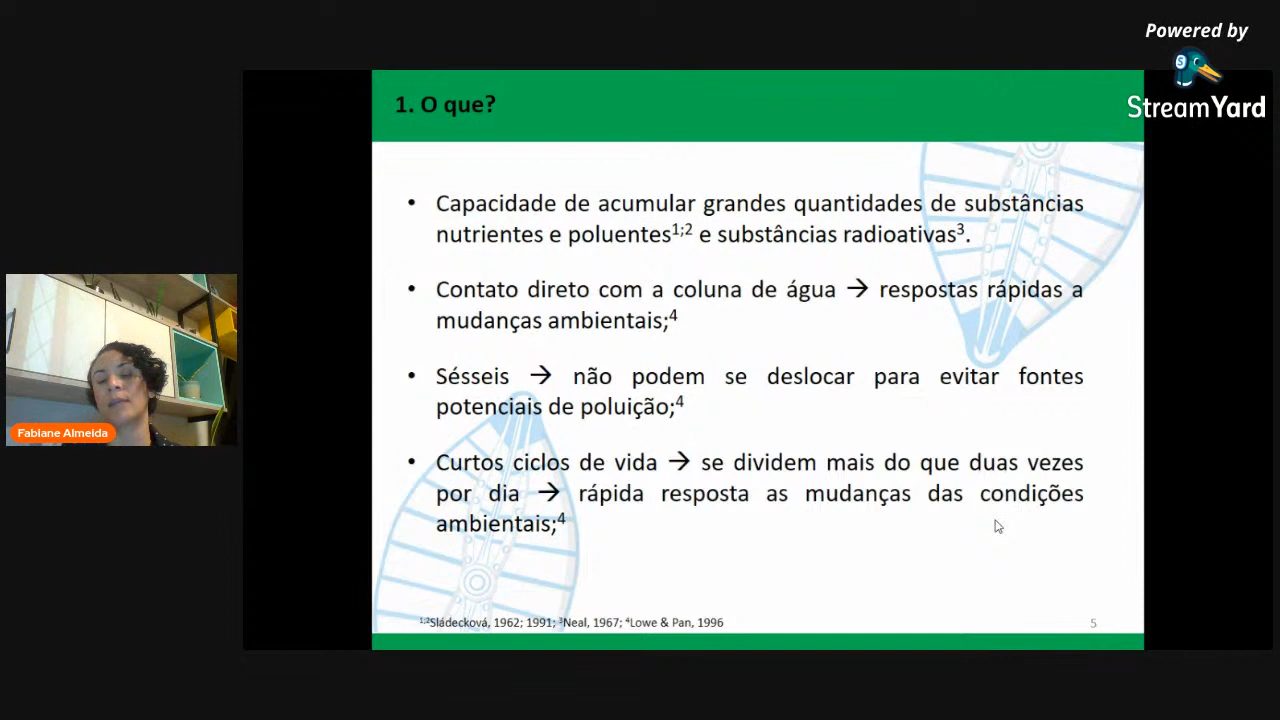 Powered by
StreamYard
1. O que?
• Capacidade de acumular grandes quantidades de substâncias
nutrientes e poluentes1;2 e substâncias radioativas3.
• Contato direto com a coluna de água → respostas rápidas a
mudanças ambientais;4
• Sésseis → não podem se deslocar para evitar fontes
potenciais de poluição;4
• Curtos ciclos de vida → se dividem mais do que duas vezes
por dia → rápida resposta as mudanças das condições
ambientais;4
1;2Sládecková, 1962; 1991; 3Neal, 1967; 4Lowe & Pan, 1996
5
Fabiane Almeida